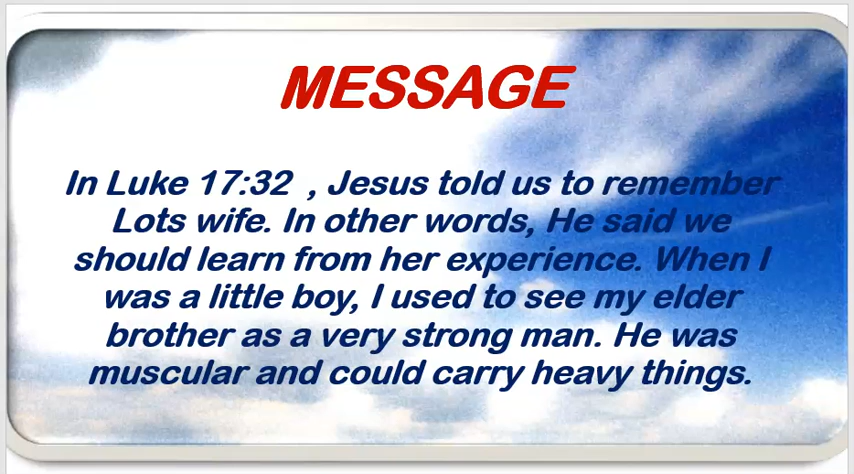 MESSAGE
In Luke 17:32 , Jesus told us to remember
Lots wife. In other words, He said we
should learn from her experience. When I
was a little boy, I used to see my elder
brother as a very strong man. He was
muscular and could carry heavy things.